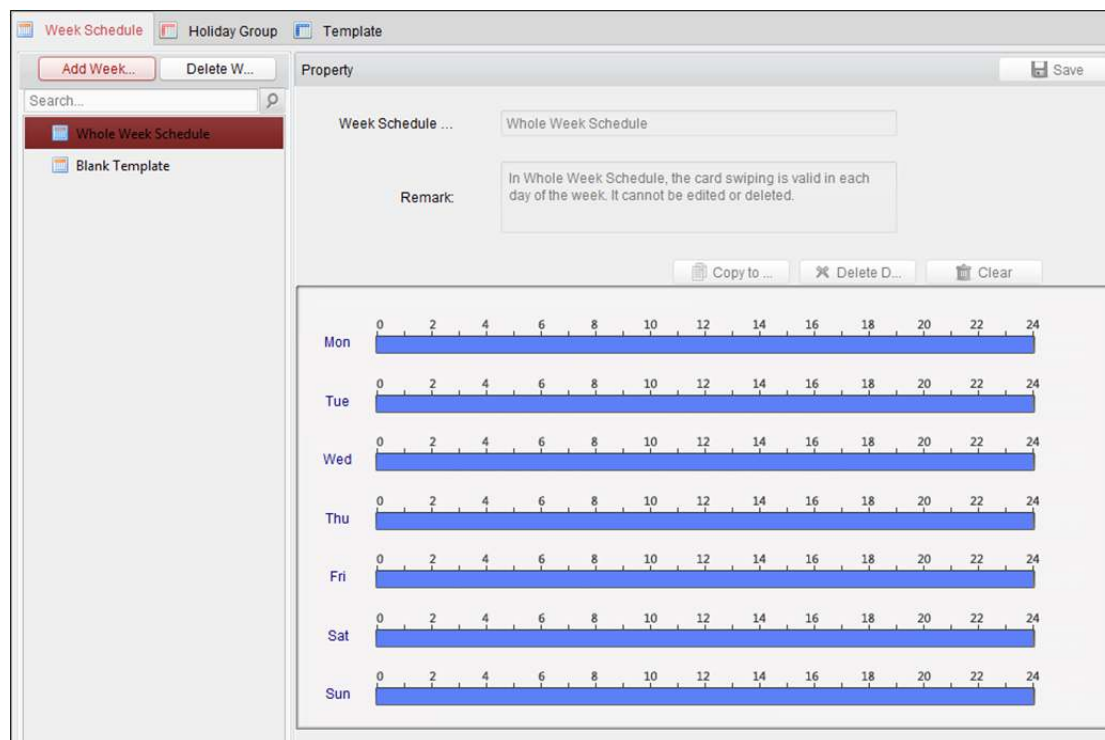 Week Schedule Holiday Group Template
Add Week... Delete W... Property Save
Search...
Whole Week Schedule
Blank Template
Week Schedule ... Whole Week Schedule
Remark: In Whole Week Schedule, the card swiping is valid in each
day of the week. It cannot be edited or deleted.
Copy to ... Delete D... Clear
0 2 4 6 8 10 12 14 16 18 20 22 24
Mon
0 2 4 6 8 10 12 14 16 18 20 22 24
Tue
0 2 4 6 8 10 12 14 16 18 20 22 24
Wed
0 2 4 6 8 10 12 14 16 18 20 22 24
Thu
0 2 4 6 8 10 12 14 16 18 20 22 24
Fri
0 2 4 6 8 10 12 14 16 18 20 22 24
Sat
0 2 4 6 8 10 12 14 16 18 20 22 24
Sun